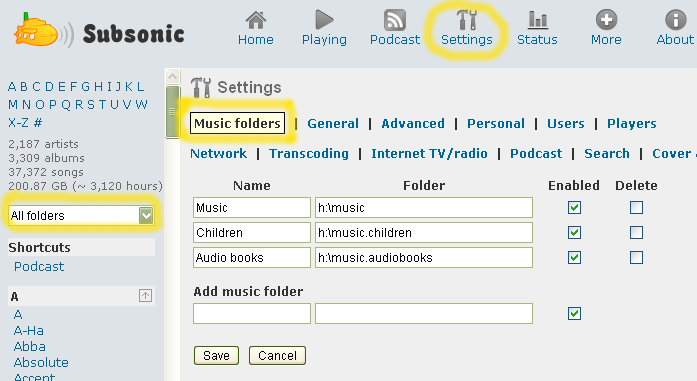 Subsonic
Home Playing Podcast Settings Status More About
A B C D E F G H I J K L
M N O P Q R S T U V W
X-Z #
2,187 artists
3,309 albums
37,372 songs
200.87 GB (~ 3,120 hours)
All folders
Shortcuts
Podcast
A
A
A-Ha
Abba
Absolute
Accept
Settings
Music folders | General | Advanced | Personal | Users | Players
Network | Transcoding | Internet TV/radio | Podcast | Search | Cover
Name Folder Enabled Delete
Music h:\music
Children h:\music.children
Audio books h:\music.audiobooks
Add music folder
Save Cancel